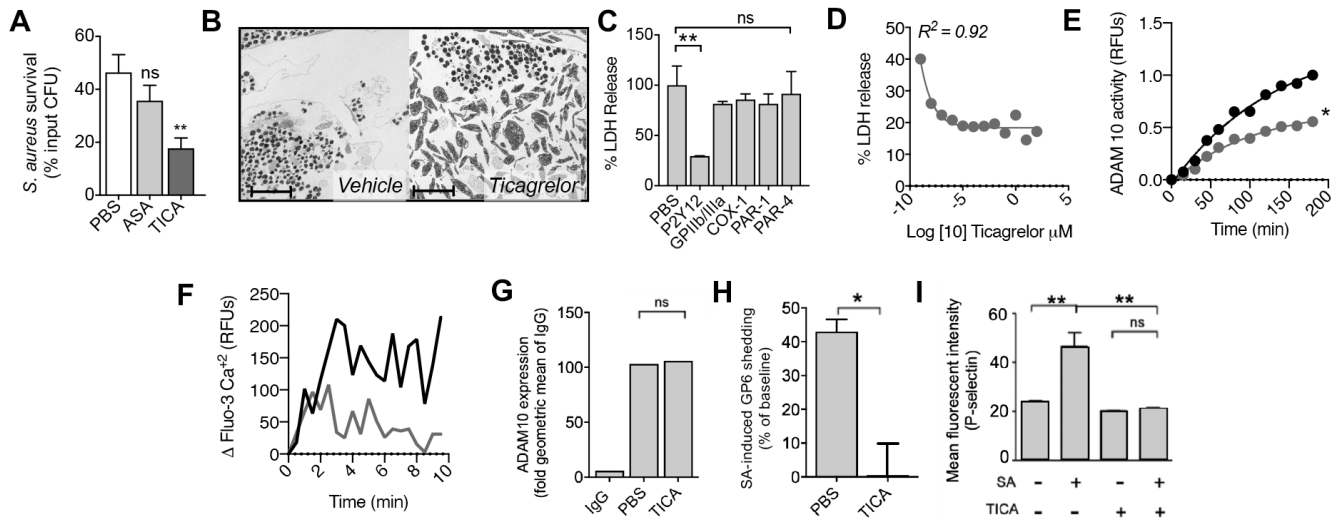 A
S. aureus survival
(% input CFU)
60
40
20
0
ns
**
PBS
ASA
TICA
B
Vehicle
Ticagrelor
C
% LDH Release
150
100
50
0
ns
**
PBS
P2Y12
GPIIb/IIIa
COX-1
PAR-1
PAR-4
D
R² = 0.92
% LDH release
50
40
30
20
10
0
-10
-5
0
5
Log [10] Ticagrelor μM
E
ADAM 10 activity (RFUs)
1.5
1.0
0.5
0.0
*
0
50
100
150
200
Time (min)
F
Δ Fluo-3 Ca⁺² (RFUs)
250
200
150
100
50
0
0
2
4
6
8
10
Time (min)
G
ADAM10 expression
(fold geometric mean of IgG)
150
100
50
0
ns
IgG
PBS
TICA
H
SA-induced GP6 shedding
(% of baseline)
50
40
30
20
10
0
*
PBS
TICA
I
Mean fluorescent intensity
(P-selectin)
60
40
20
0
**
**
ns
SA - + - +
TICA - - + +